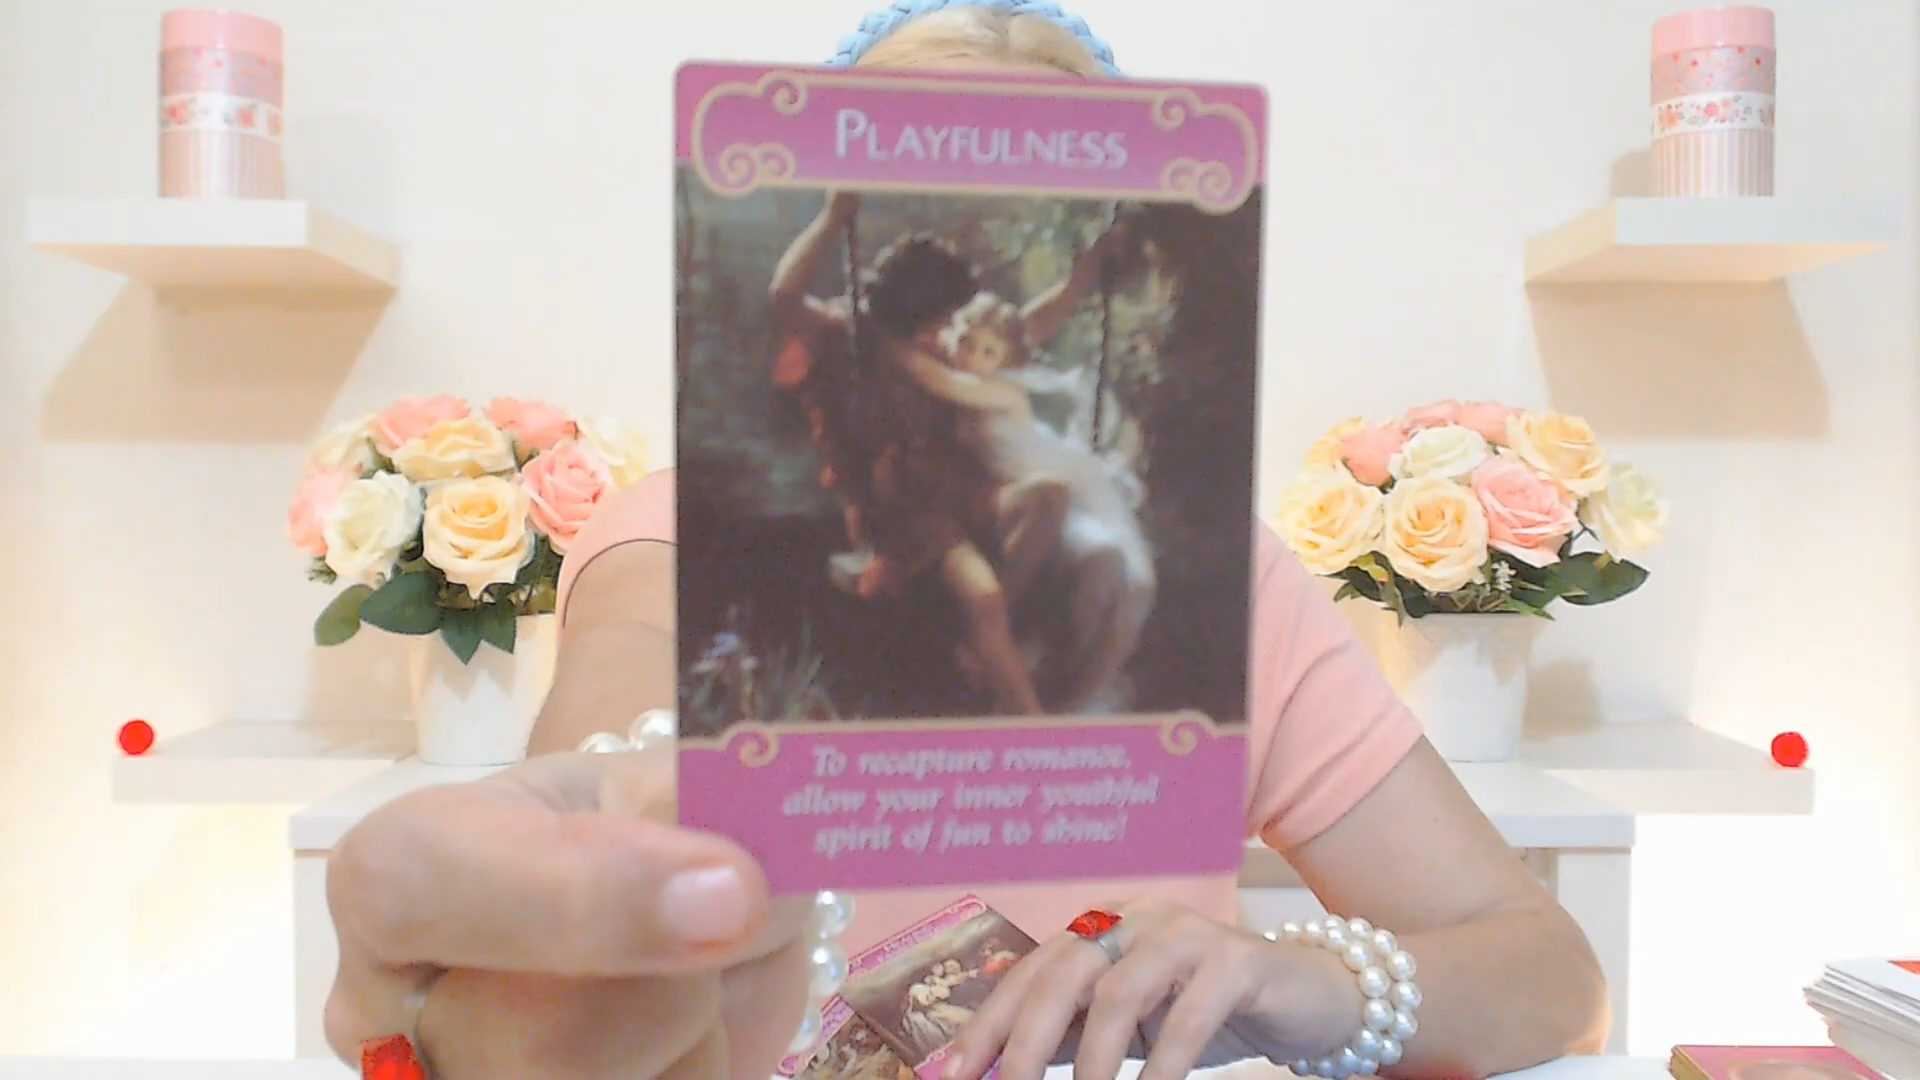 PLAYFULNESS
To recapture romance,
allow your inner youthful
spirit of fun to shine!